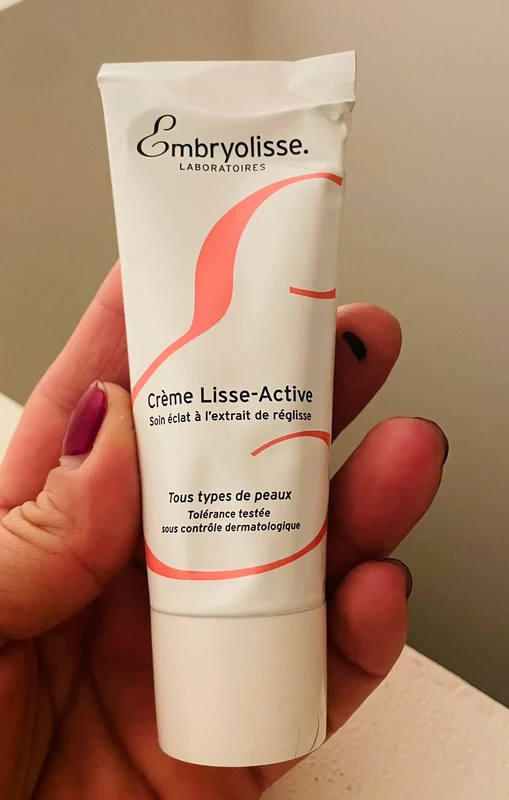 Embryolisse.
LABORATOIRES
Crème Lisse-Active
Soin éclat à l'extrait de réglisse
Tous types de peaux
Tolérance testée
sous contrôle dermatologique